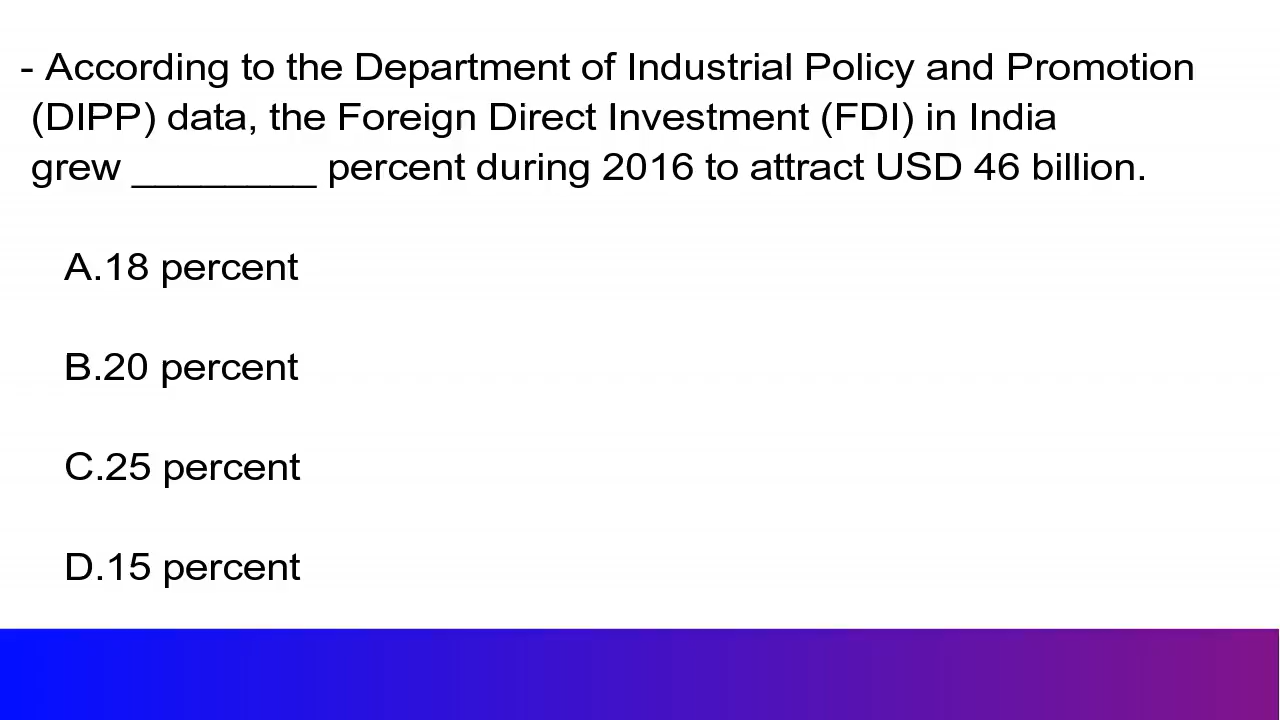 - According to the Department of Industrial Policy and Promotion
(DIPP) data, the Foreign Direct Investment (FDI) in India
grew ________ percent during 2016 to attract USD 46 billion.
A.18 percent
B.20 percent
C.25 percent
D.15 percent